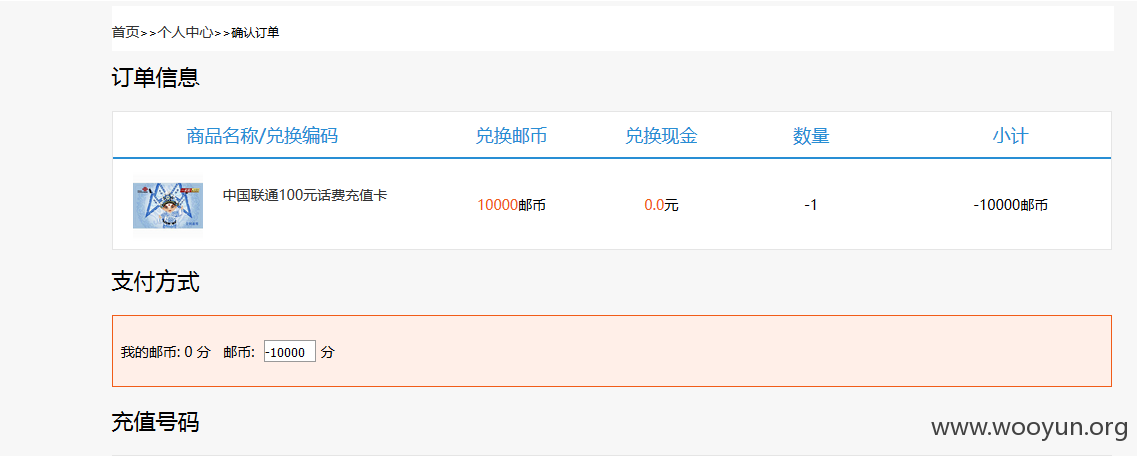 首页>>个人中心>>确认订单
订单信息
商品名称/兑换编码 兑换邮币 兑换现金 数量 小计
中国联通100元话费充值卡 10000邮币 0.0元 -1 -10000邮币
支付方式
我的邮币: 0 分 邮币: -10000 分
充值号码
www.wooyun.org